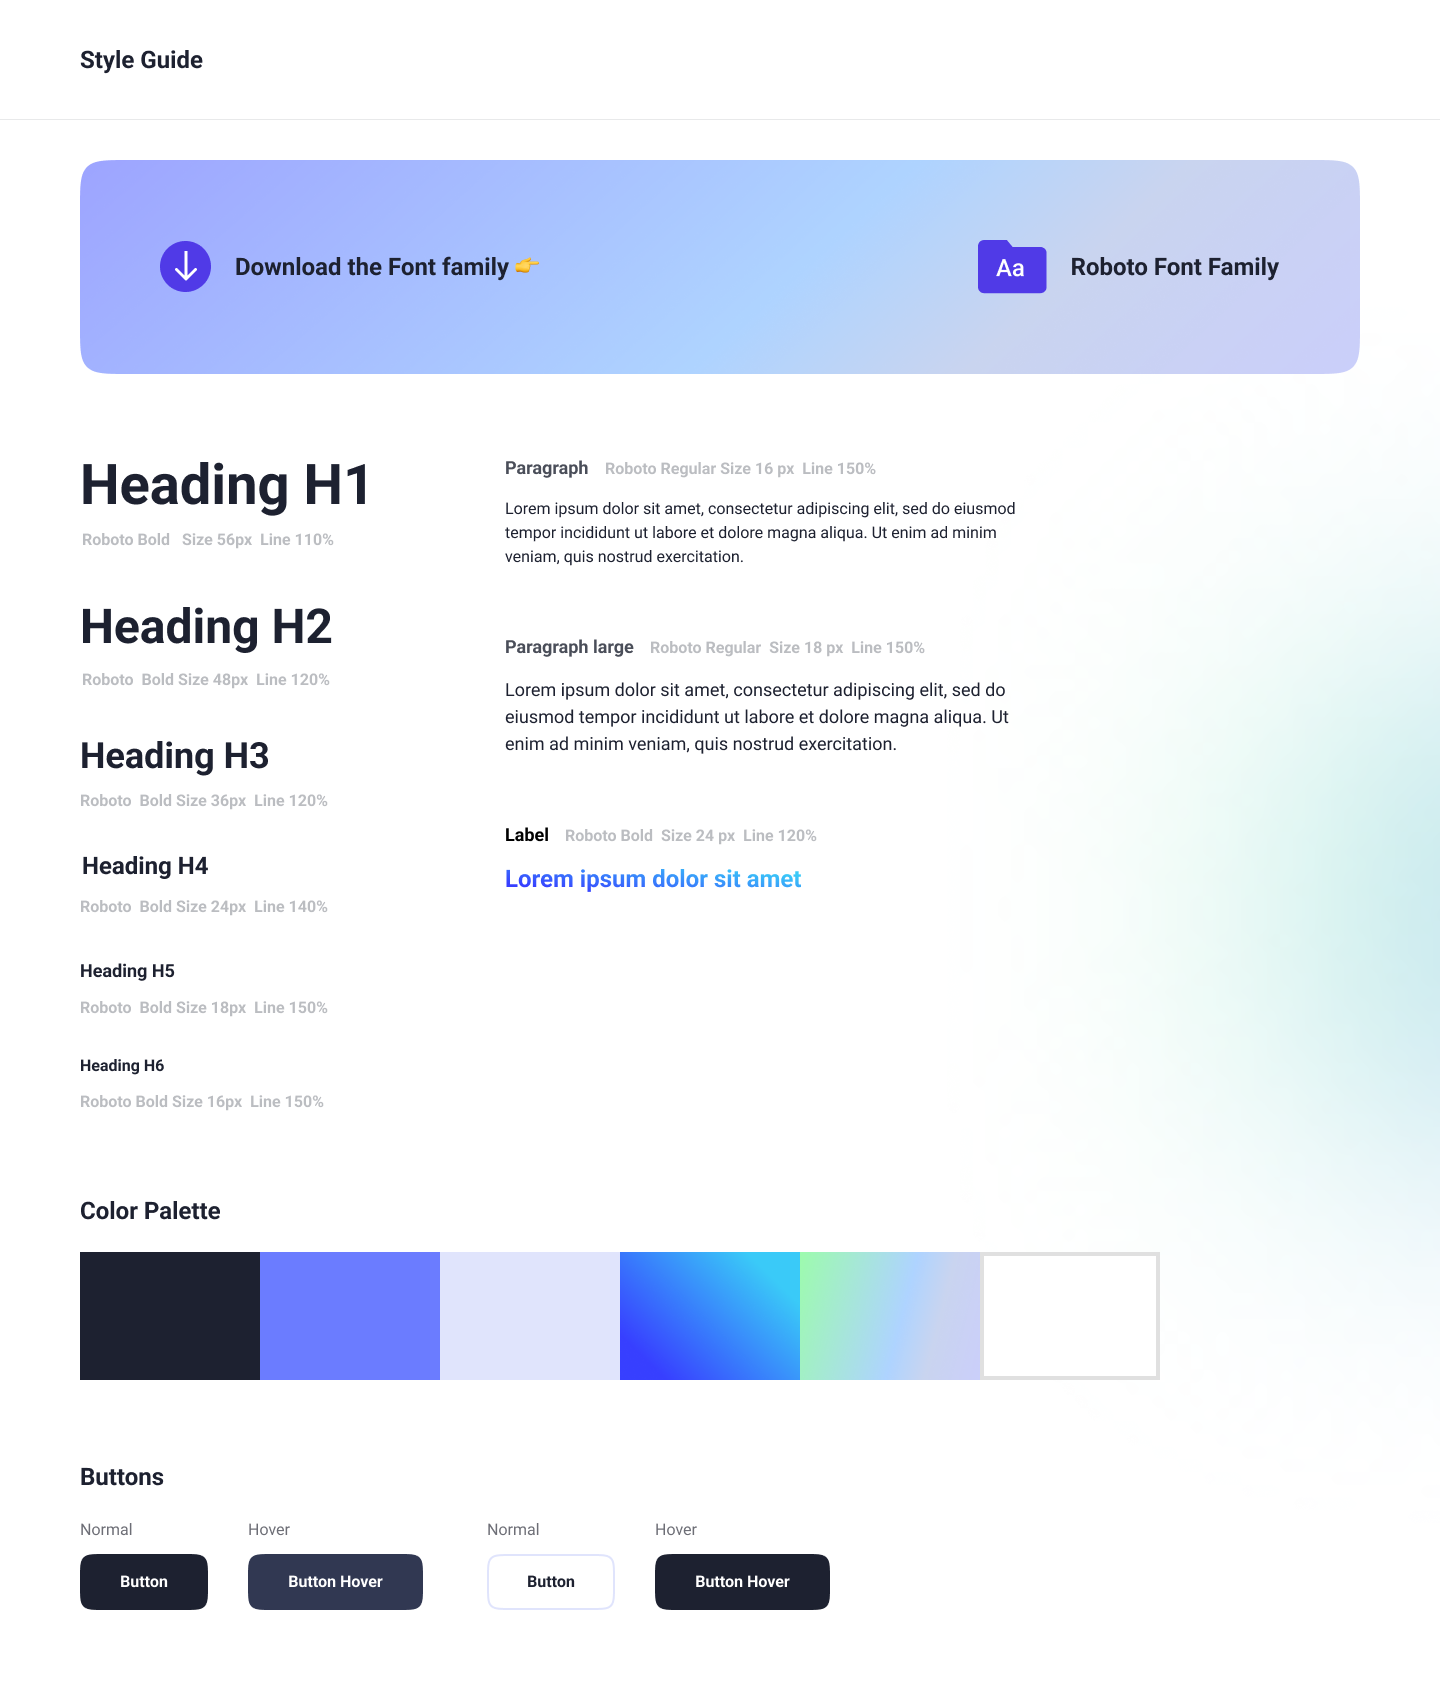 Style Guide
Download the Font family 👉
Aa
Roboto Font Family
Heading H1
Roboto Bold Size 56px Line 110%
Heading H2
Roboto Bold Size 48px Line 120%
Heading H3
Roboto Bold Size 36px Line 120%
Heading H4
Roboto Bold Size 24px Line 140%
Heading H5
Roboto Bold Size 18px Line 150%
Heading H6
Roboto Bold Size 16px Line 150%
Paragraph Roboto Regular Size 16 px Line 150%
Lorem ipsum dolor sit amet, consectetur adipiscing elit, sed do eiusmod
tempor incididunt ut labore et dolore magna aliqua. Ut enim ad minim
veniam, quis nostrud exercitation.
Paragraph large Roboto Regular Size 18 px Line 150%
Lorem ipsum dolor sit amet, consectetur adipiscing elit, sed do
eiusmod tempor incididunt ut labore et dolore magna aliqua. Ut
enim ad minim veniam, quis nostrud exercitation.
Label Roboto Bold Size 24 px Line 120%
Lorem ipsum dolor sit amet
Color Palette
Buttons
Normal Hover Normal Hover
Button Button Hover Button Button Hover